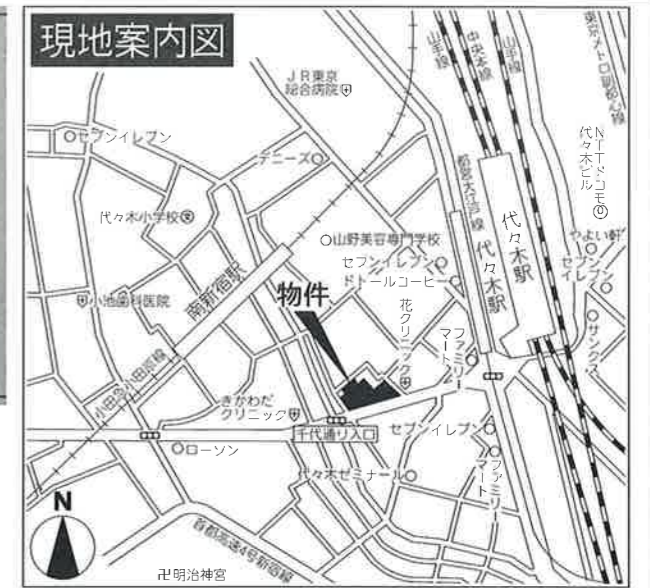 現地案内図
山手線
中央本線
山手線
東京メトロ副都心線
JR東京
総合病院
NTTドコモ
代々木ビル
セブンイレブン
デニーズ
都営大江戸線
代々木小学校
山野美容専門学校
代々木駅
代々木駅
やよい軒
セブン
イレブン
セブンイレブン
ドトールコーヒー
南新宿駅
小池歯科医院
物件
花クリニック
ファミリー
マート
サンクス
小田急小田原線
きかわだ
クリニック
千代通り入口
セブンイレブン
ローソン
代々木ゼミナール
ファミリー
マート
N
首都高速4号新宿線
卍明治神宮